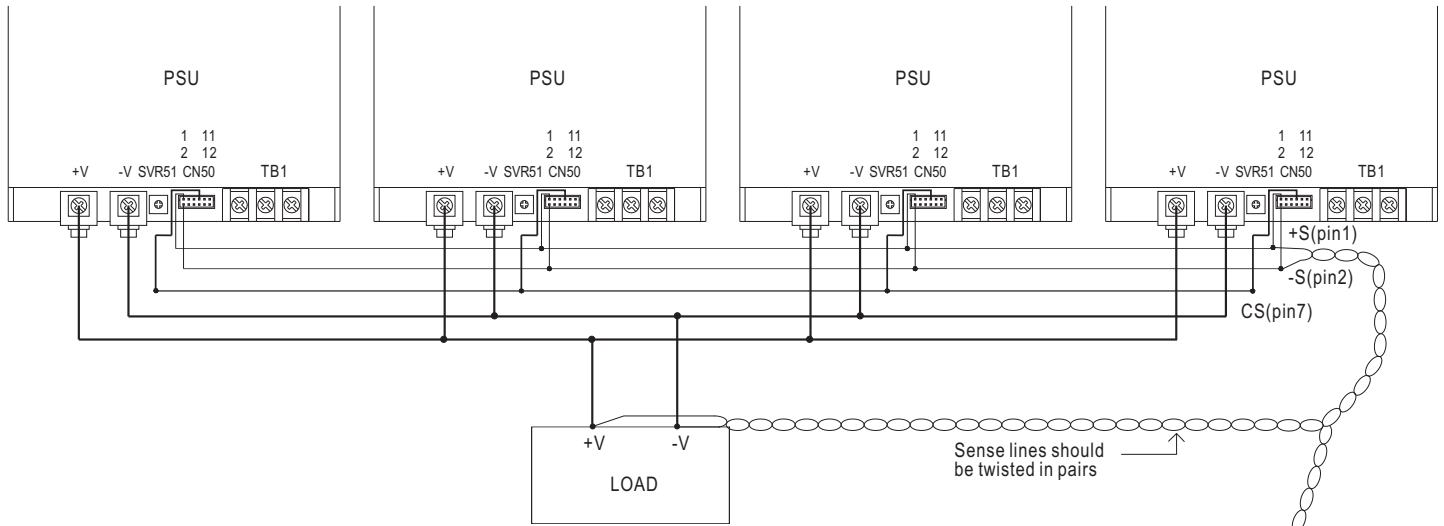 PSU PSU PSU PSU
1 11 1 11 1 11 1 11
2 12 2 12 2 12 2 12
+V -V SVR51 CN50 TB1 +V -V SVR51 CN50 TB1 +V -V SVR51 CN50 TB1 +V -V SVR51 CN50 TB1
+S(pin1)
-S(pin2)
CS(pin7)
+V -V
LOAD
Sense lines should
be twisted in pairs